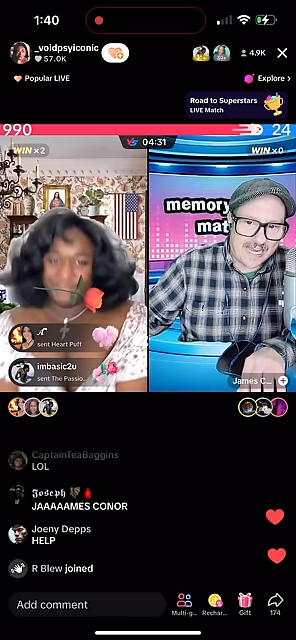 1:40
_voidpsyiconic
57.0K
4.9K
Popular LIVE
Explore >
Road to Superstars
LIVE Match
990
24
WIN ×2
VS 04:31
WIN ×0
memory
mat
sent Heart Puff
imbasic2u
sent The Passio...
James C...
CaptainTeaBaggins
LOL
𝕵𝖔𝖘𝖊𝖕𝖍
JAAAAAMES CONOR
Joeny Depps
HELP
R Blew joined
Add comment
Multi-g...
Rechar...
Gift
174